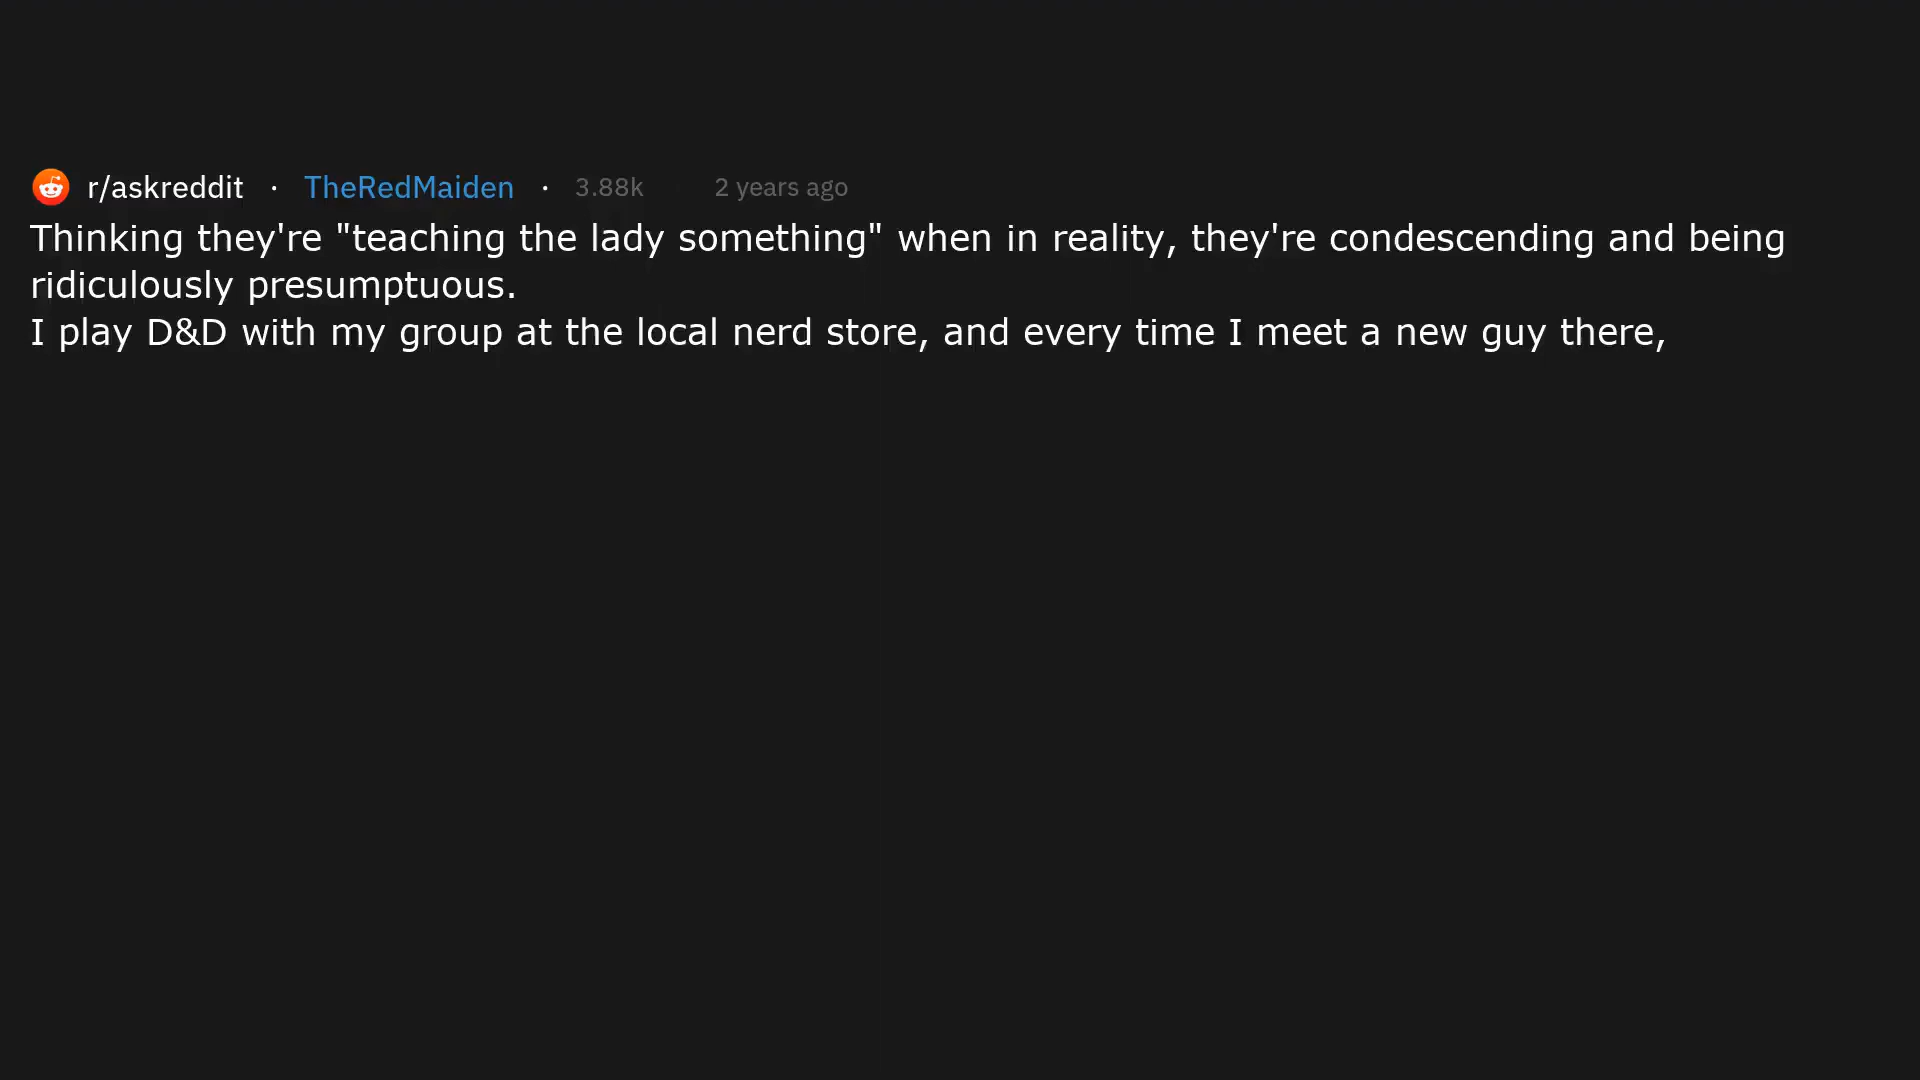 r/askreddit · TheRedMaiden · 3.88k 2 years ago
Thinking they're "teaching the lady something" when in reality, they're condescending and being
ridiculously presumptuous.
I play D&D with my group at the local nerd store, and every time I meet a new guy there,